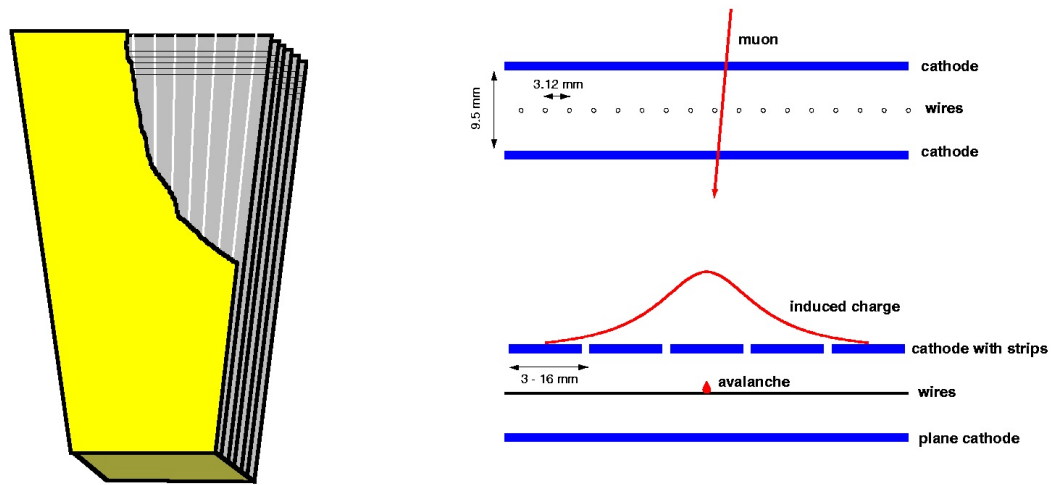 muon
cathode
3.12 mm
9.5 mm
wires
cathode
induced charge
cathode with strips
3 - 16 mm
avalanche
wires
plane cathode